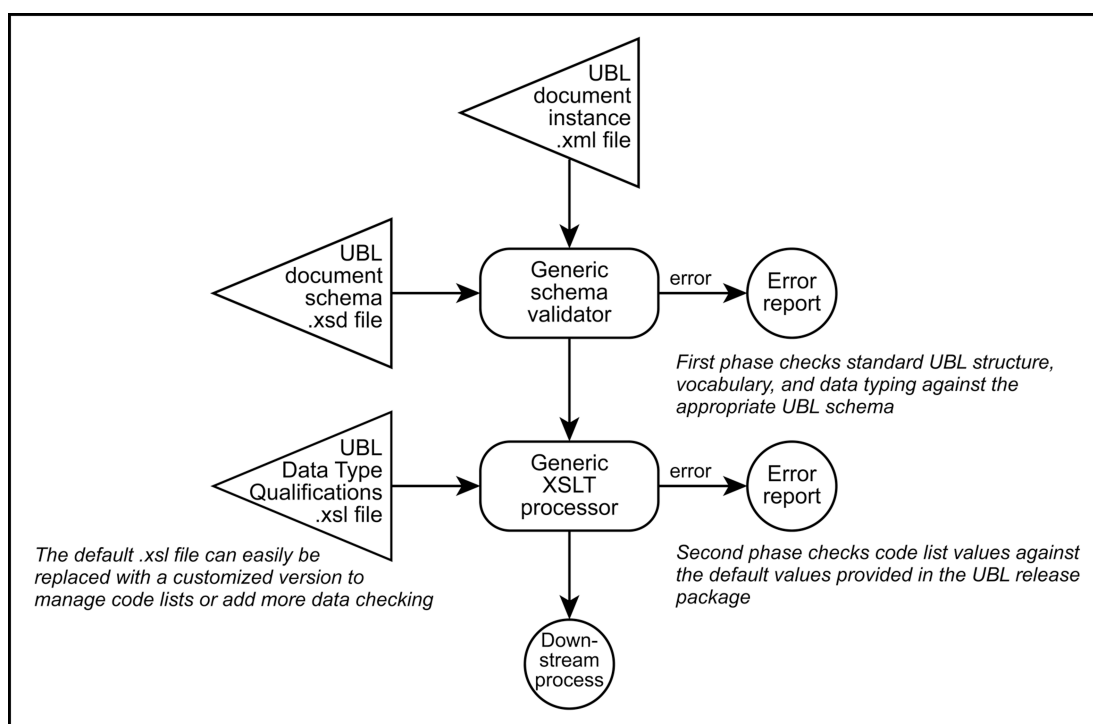 UBL
document
instance
.xml file
UBL
document
schema
.xsd file
Generic
schema
validator
error
Error
report
First phase checks standard UBL structure,
vocabulary, and data typing against the
appropriate UBL schema
UBL
Data Type
Qualifications
.xsl file
Generic
XSLT
processor
error
Error
report
The default .xsl file can easily be
replaced with a customized version to
manage code lists or add more data checking
Second phase checks code list values against
the default values provided in the UBL release
package
Down-
stream
process